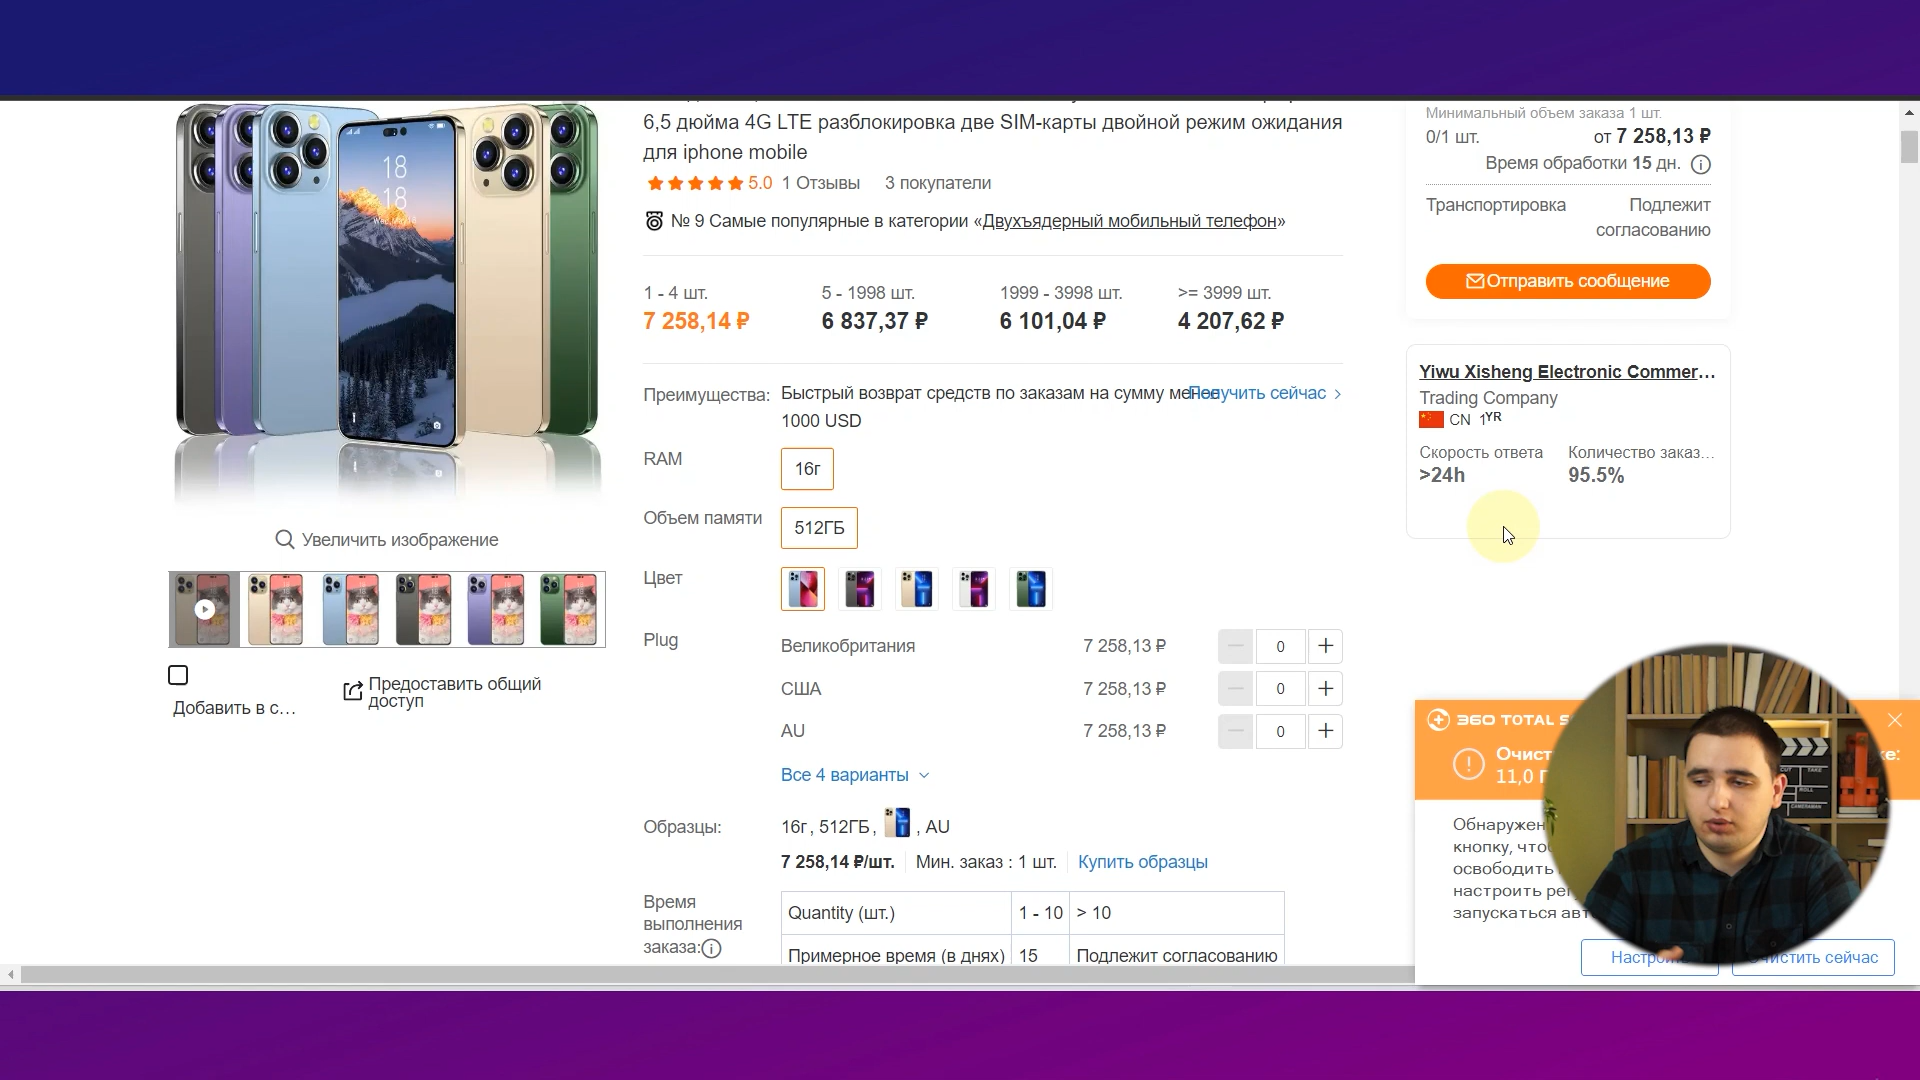 6,5 дюйма 4G LTE разблокировка две SIM-карты двойной режим ожидания
для iphone mobile
5.0 1 Отзывы 3 покупатели
№ 9 Самые популярные в категории «Двухъядерный мобильный телефон»
1 - 4 шт. 5 - 1998 шт. 1999 - 3998 шт. >= 3999 шт.
7 258,14 ₽ 6 837,37 ₽ 6 101,04 ₽ 4 207,62 ₽
Преимущества: Быстрый возврат средств по заказам на сумму менее Получить сейчас >
1000 USD
RAM 16г
Объем памяти 512ГБ
Цвет
Plug Великобритания 7 258,13 ₽ 0
США 7 258,13 ₽ 0
AU 7 258,13 ₽ 0
Все 4 варианты
Образцы: 16г, 512ГБ, , AU
7 258,14 ₽/шт. Мин. заказ : 1 шт. Купить образцы
Время
выполнения
заказа:
Quantity (шт.) 1 - 10 > 10
Примерное время (в днях) 15 Подлежит согласованию
18
18
Увеличить изображение
Добавить в с...
Предоставить общий
доступ
Минимальный объем заказа 1 шт.
0/1 шт. от 7 258,13 ₽
Время обработки 15 дн.
Транспортировка Подлежит
согласованию
Отправить сообщение
Yiwu Xisheng Electronic Commer...
Trading Company
CN 1YR
Скорость ответа Количество заказ...
>24h 95.5%
360 TOTAL
11,0
кнопку,
освободить
настроить
запускаться
сейчас
CUT TAKE
ROLL
CAMERAMAN